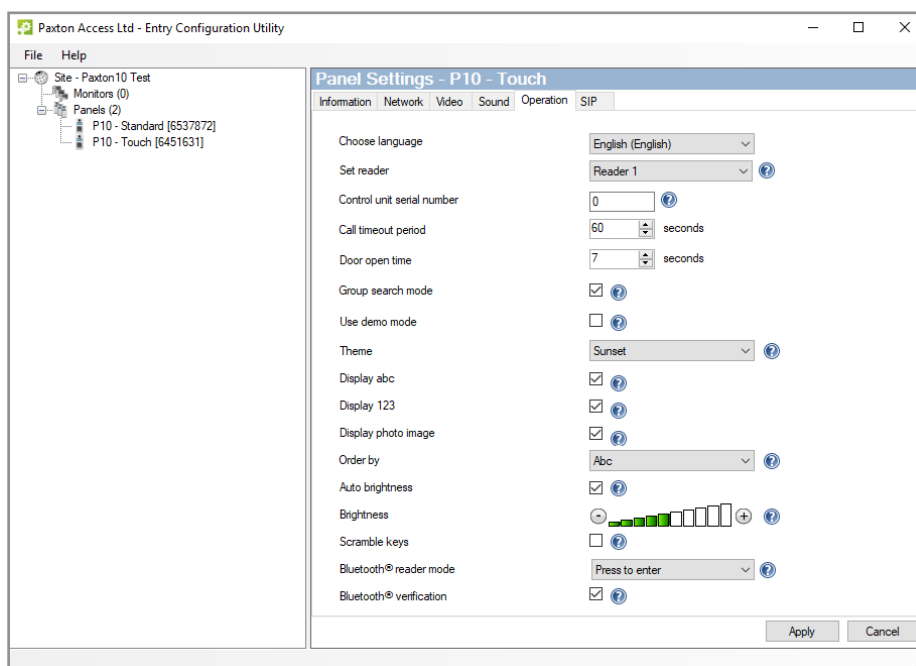 Paxton Access Ltd - Entry Configuration Utility
File Help
Site - Paxton10 Test
Monitors (0)
Panels (2)
P10 - Standard [6537872]
P10 - Touch [6451631]
Panel Settings - P10 - Touch
Information Network Video Sound Operation SIP
Choose language English (English)
Set reader Reader 1 ?
Control unit serial number 0 ?
Call timeout period 60 seconds
Door open time 7 seconds
Group search mode ?
Use demo mode ?
Theme Sunset ?
Display abc ?
Display 123 ?
Display photo image ?
Order by Abc ?
Auto brightness ?
Brightness - + ?
Scramble keys ?
Bluetooth® reader mode Press to enter ?
Bluetooth® verification ?
Apply Cancel